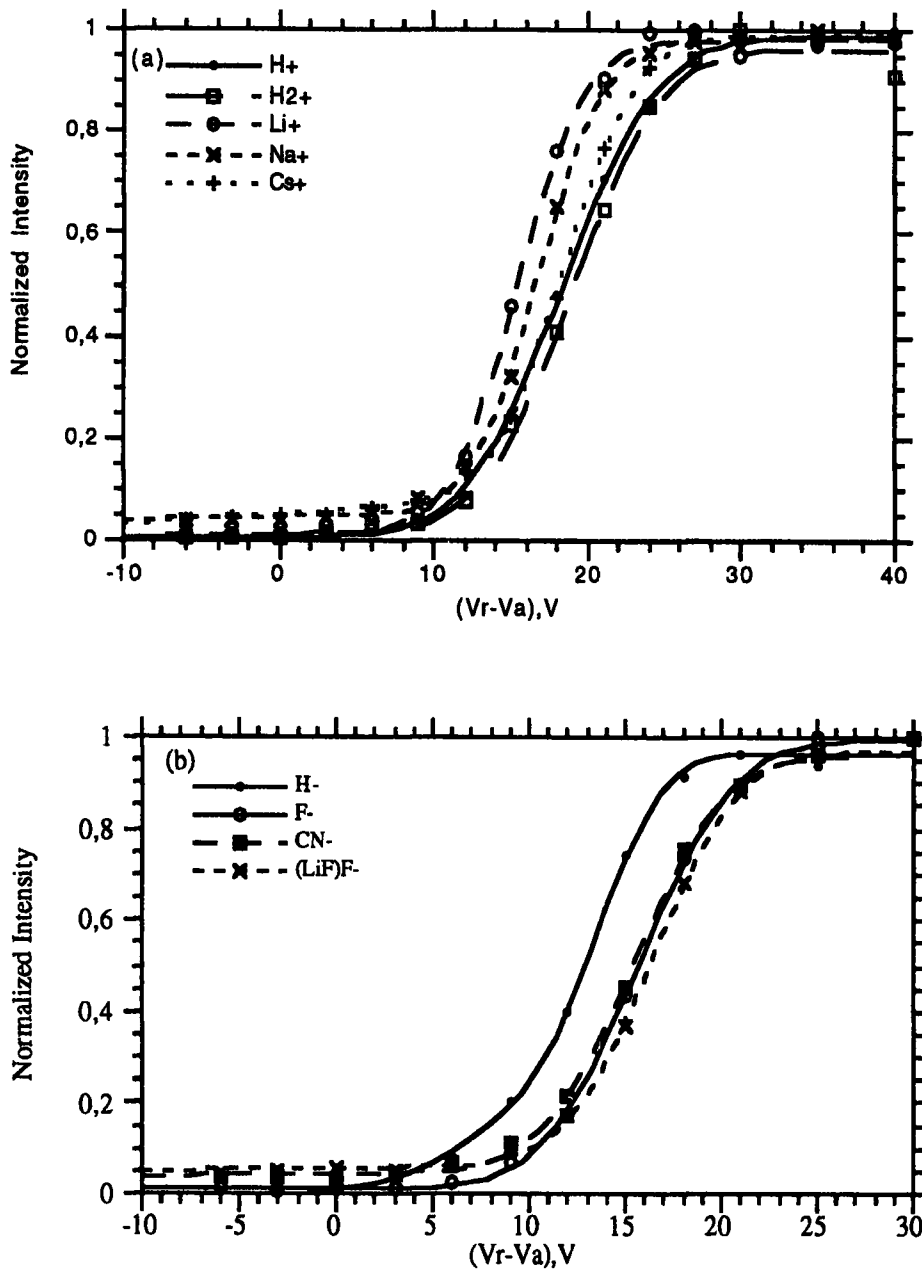 (a)
H+
H2+
Li+
Na+
Cs+
Normalized Intensity
1
0,8
0,6
0,4
0,2
0
-10 0 10 20 30 40
(Vr-Va),V
(b)
H-
F-
CN-
(LiF)F-
Normalized Intensity
1
0,8
0,6
0,4
0,2
0
-10 -5 0 5 10 15 20 25 30
(Vr-Va),V